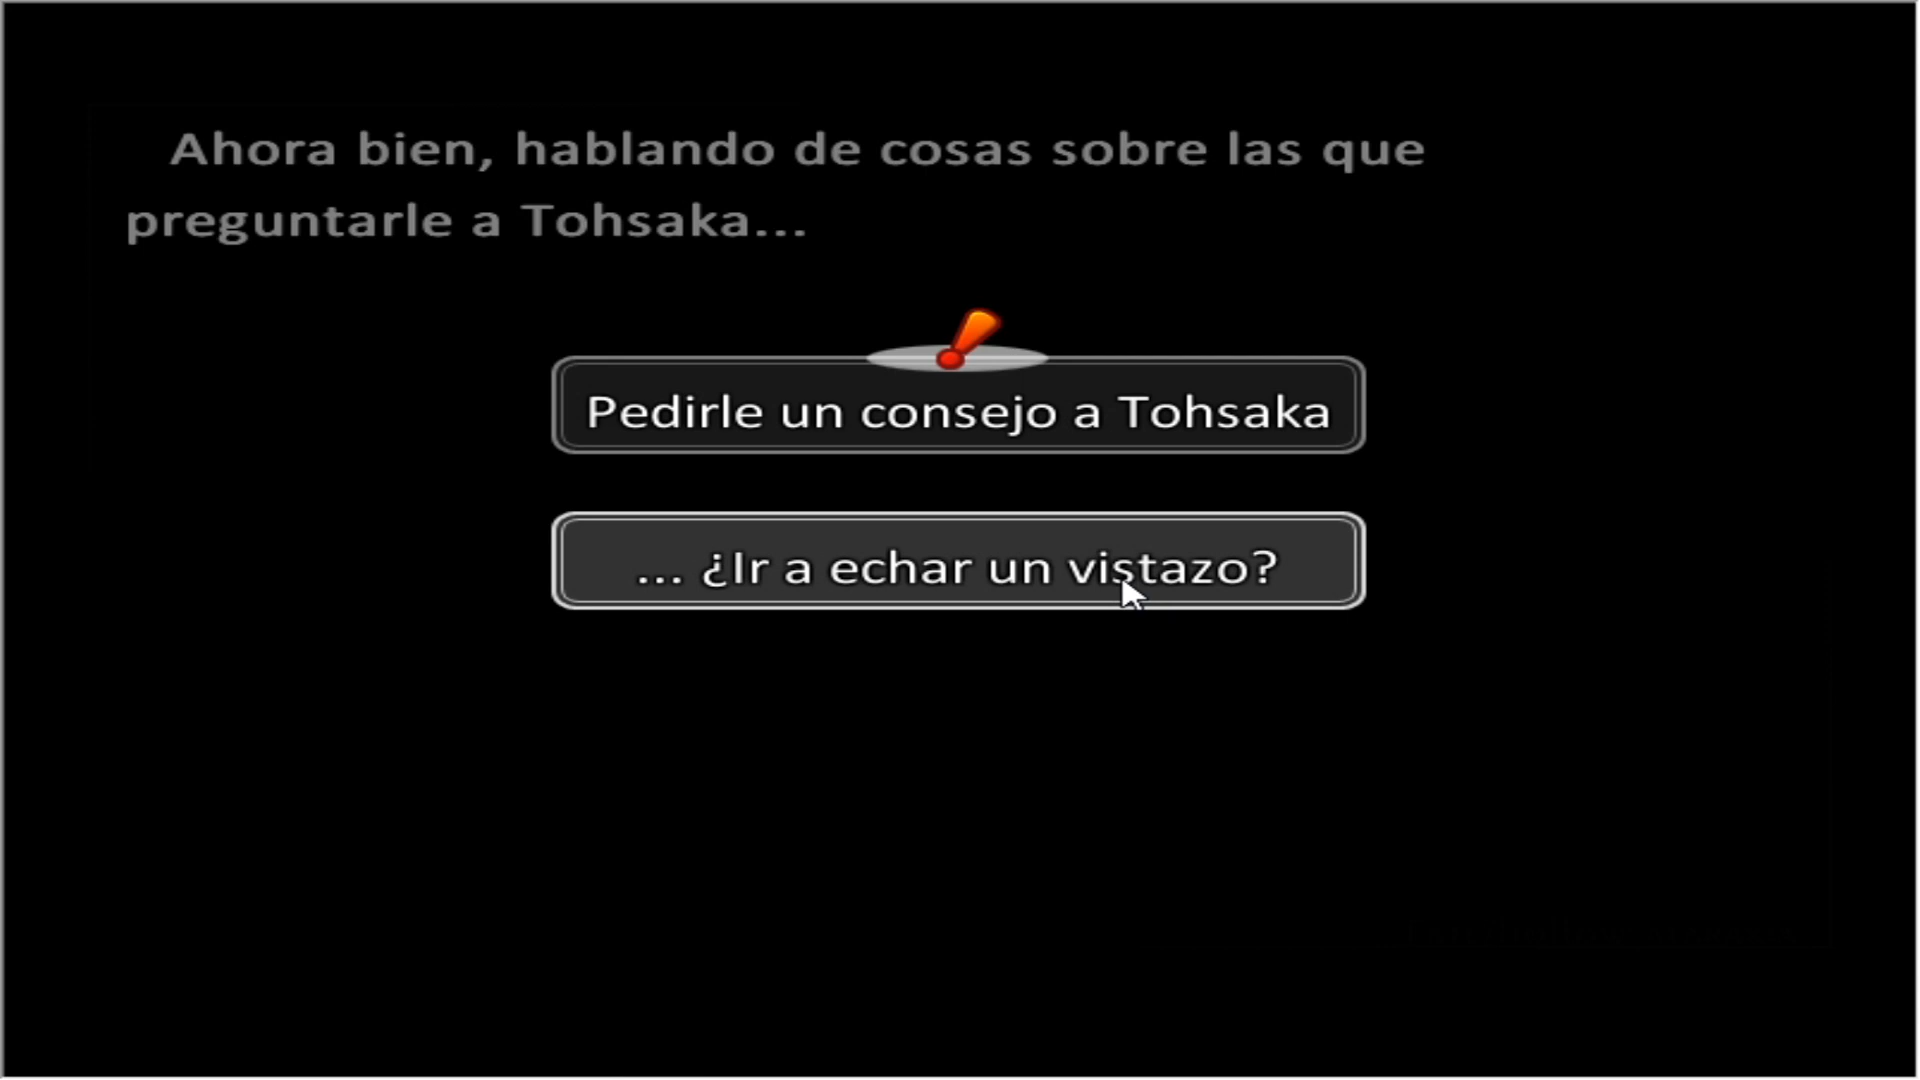 Ahora bien, hablando de cosas sobre las que
preguntarle a Tohsaka...
Pedirle un consejo a Tohsaka
... ¿Ir a echar un vistazo?